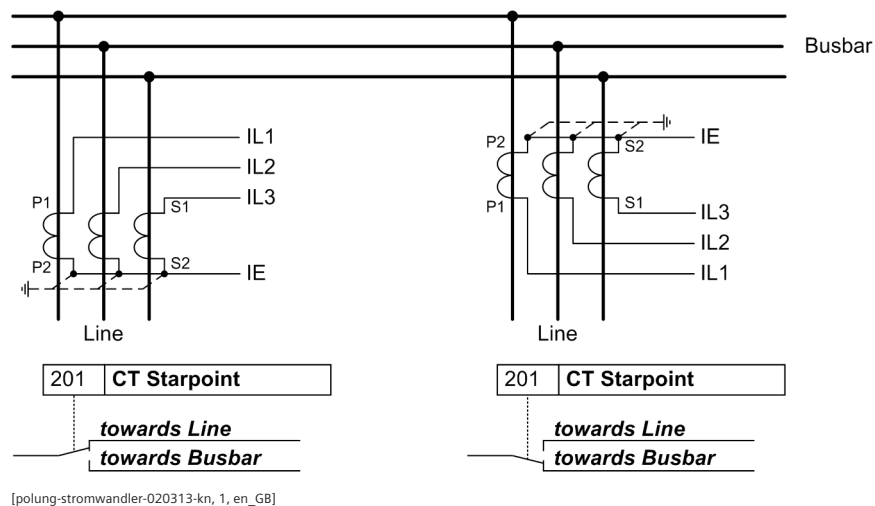 Busbar
IL1
IL2
IL3
P1
S1
P2
S2
IE
Line
P2
S2
IE
P1
S1
IL3
IL2
IL1
Line
201 CT Starpoint
towards Line
towards Busbar
201 CT Starpoint
towards Line
towards Busbar
[polung-stromwandler-020313-kn, 1, en_GB]